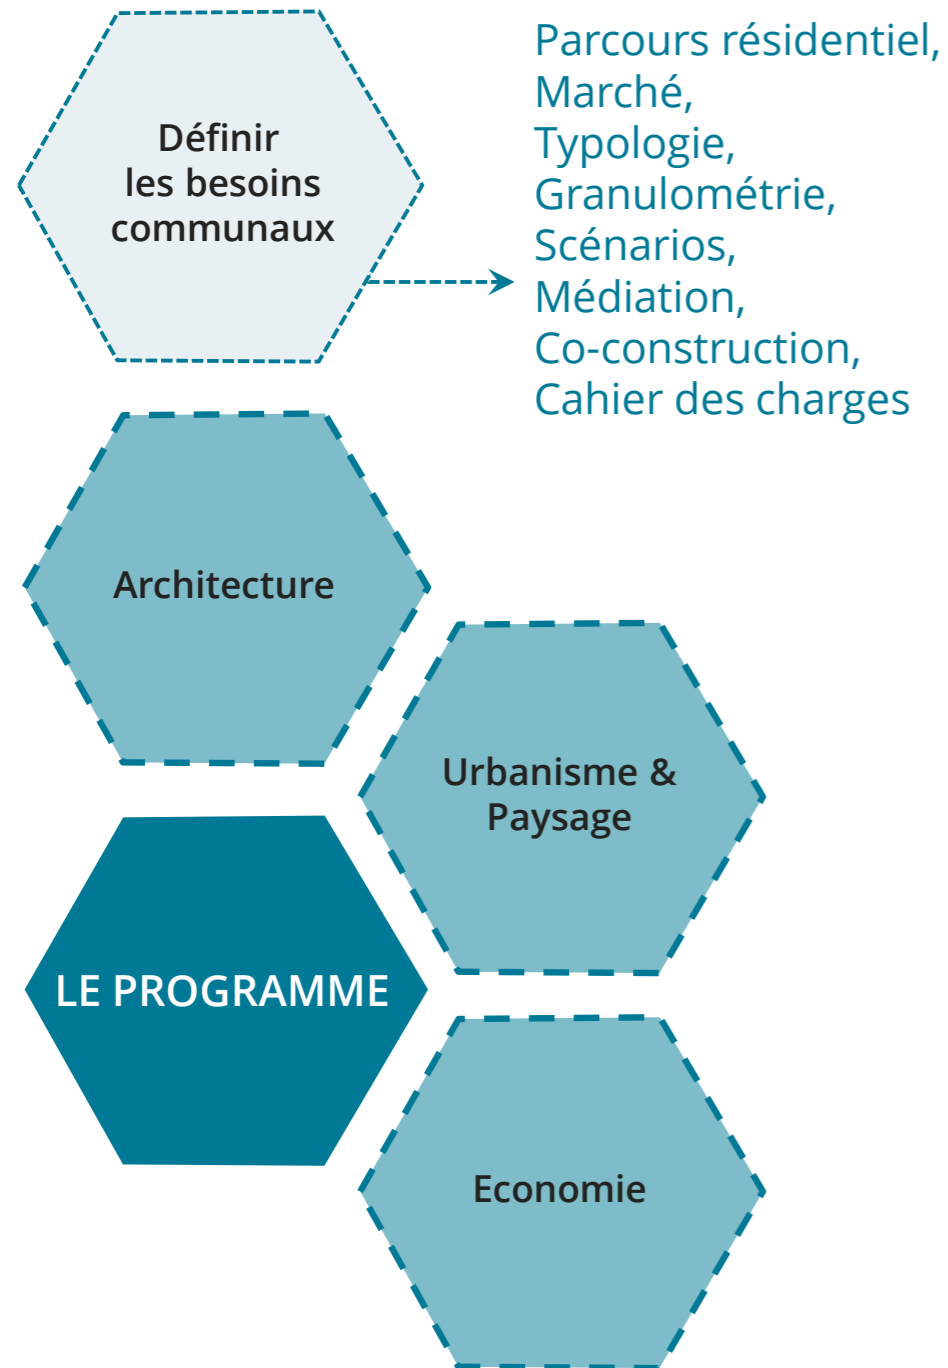 Définir
les besoins
communaux
Parcours résidentiel,
Marché,
Typologie,
Granulométrie,
Scénarios,
Médiation,
Co-construction,
Cahier des charges
Architecture
Urbanisme &
Paysage
LE PROGRAMME
Economie